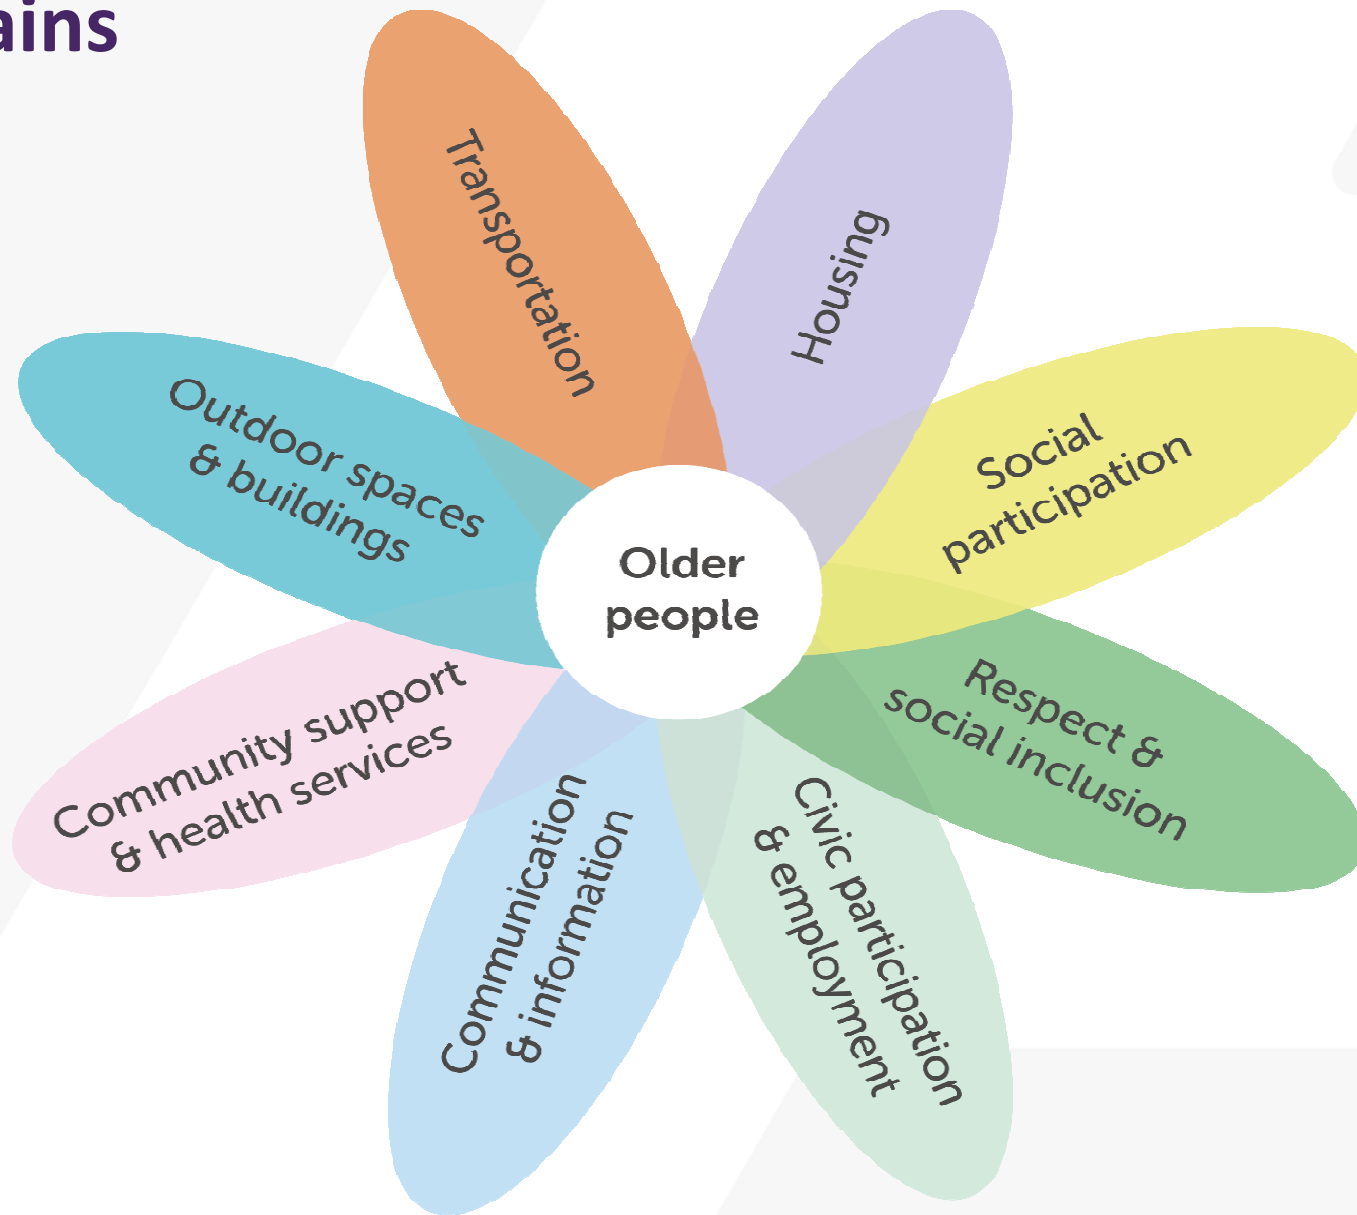 ains
Transportation
Housing
Social
participation
Respect &
social inclusion
Civic participation
& employment
Communication
& information
Community support
& health services
Outdoor spaces
& buildings
Older
people